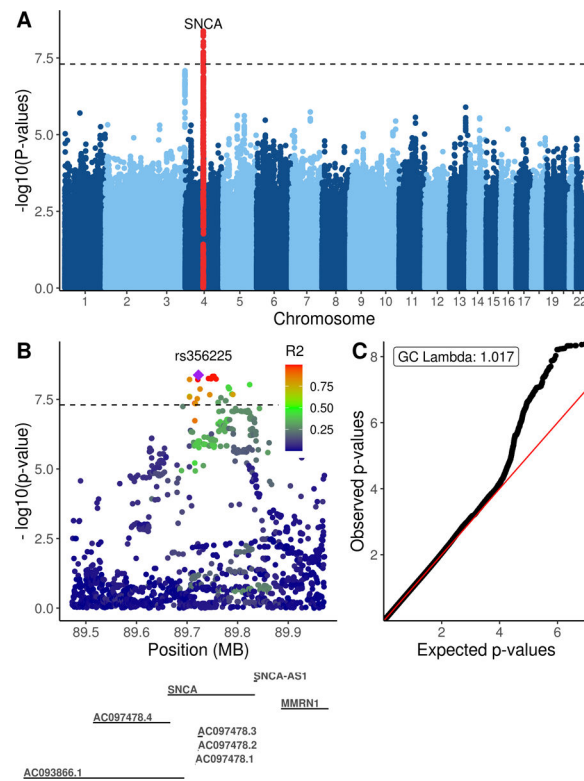 A
SNCA
7.5
5.0
2.5
0.0
-log10(P-values)
1 2 3 4 5 6 7 8 9 10 11 12 13 14 15 16 17 19 22
Chromosome
B
rs356225
R2
0.75
0.50
0.25
7.5
5.0
2.5
0.0
- log10(p-value)
89.5 89.6 89.7 89.8 89.9
Position (MB)
C
GC Lambda: 1.017
8
6
4
2
Observed p-values
2 4 6
Expected p-values
SNCA-AS1
SNCA
MMRN1
AC097478.4
AC097478.3
AC097478.2
AC097478.1
AC093866.1